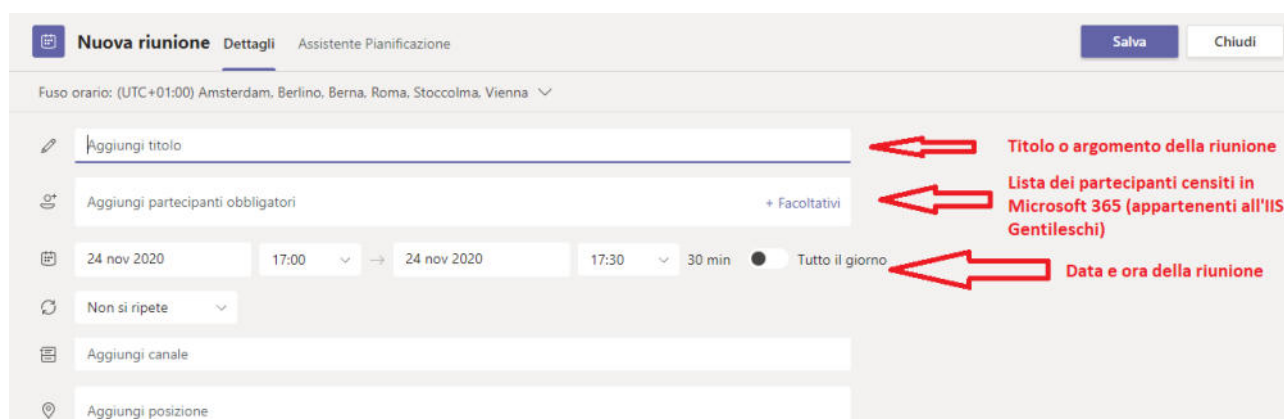 Nuova riunione Dettagli Assistente Pianificazione Salva Chiudi
Fuso orario: (UTC+01:00) Amsterdam, Berlino, Berna, Roma, Stoccolma, Vienna
Aggiungi titolo
Titolo o argomento della riunione
Aggiungi partecipanti obbligatori + Facoltativi
Lista dei partecipanti censiti in
Microsoft 365 (appartenenti all'IIS
Gentileschi)
24 nov 2020 17:00 → 24 nov 2020 17:30 30 min Tutto il giorno
Data e ora della riunione
Non si ripete
Aggiungi canale
Aggiungi posizione